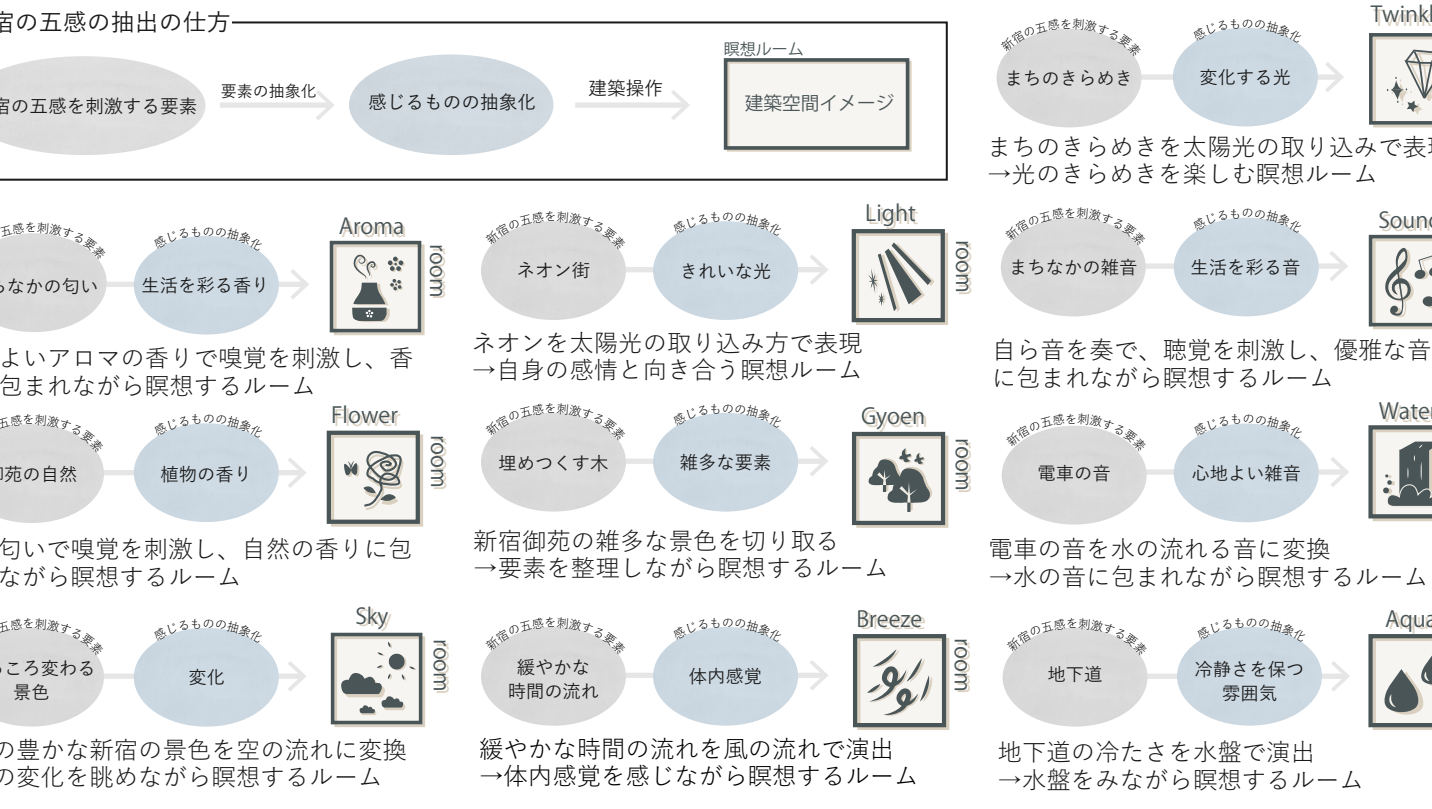 宿の五感の抽出の仕方
宿の五感を刺激する要素
要素の抽象化
感じるものの抽象化
建築操作
瞑想ルーム
建築空間イメージ
新宿の五感を刺激する要素
まちのきらめき
感じるものの抽象化
変化する光
Twinkl
まちのきらめきを太陽光の取り込みで表現
→光のきらめきを楽しむ瞑想ルーム
五感を刺激する要素
なかの匂い
感じるものの抽象化
生活を彩る香り
Aroma
room
よいアロマの香りで嗅覚を刺激し、香
包まれながら瞑想するルーム
新宿の五感を刺激する要素
ネオン街
感じるものの抽象化
きれいな光
Light
room
ネオンを太陽光の取り込み方で表現
→自身の感情と向き合う瞑想ルーム
新宿の五感を刺激する要素
まちなかの雑音
感じるものの抽象化
生活を彩る音
Sound
自ら音を奏で、聴覚を刺激し、優雅な音
に包まれながら瞑想するルーム
五感を刺激する要素
苑の自然
感じるものの抽象化
植物の香り
Flower
room
匂いで嗅覚を刺激し、自然の香りに包
ながら瞑想するルーム
新宿の五感を刺激する要素
埋めつくす木
感じるものの抽象化
雑多な要素
Gyoen
room
新宿御苑の雑多な景色を切り取る
→要素を整理しながら瞑想するルーム
新宿の五感を刺激する要素
電車の音
感じるものの抽象化
心地よい雑音
Water
電車の音を水の流れる音に変換
→水の音に包まれながら瞑想するルーム
五感を刺激する要素
ころ変わる
景色
感じるものの抽象化
変化
Sky
room
の豊かな新宿の景色を空の流れに変換
の変化を眺めながら瞑想するルーム
新宿の五感を刺激する要素
緩やかな
時間の流れ
感じるものの抽象化
体内感覚
Breeze
room
緩やかな時間の流れを風の流れで演出
→体内感覚を感じながら瞑想するルーム
新宿の五感を刺激する要素
地下道
感じるものの抽象化
冷静さを保つ
雰囲気
Aqua
地下道の冷たさを水盤で演出
→水盤をみながら瞑想するルーム